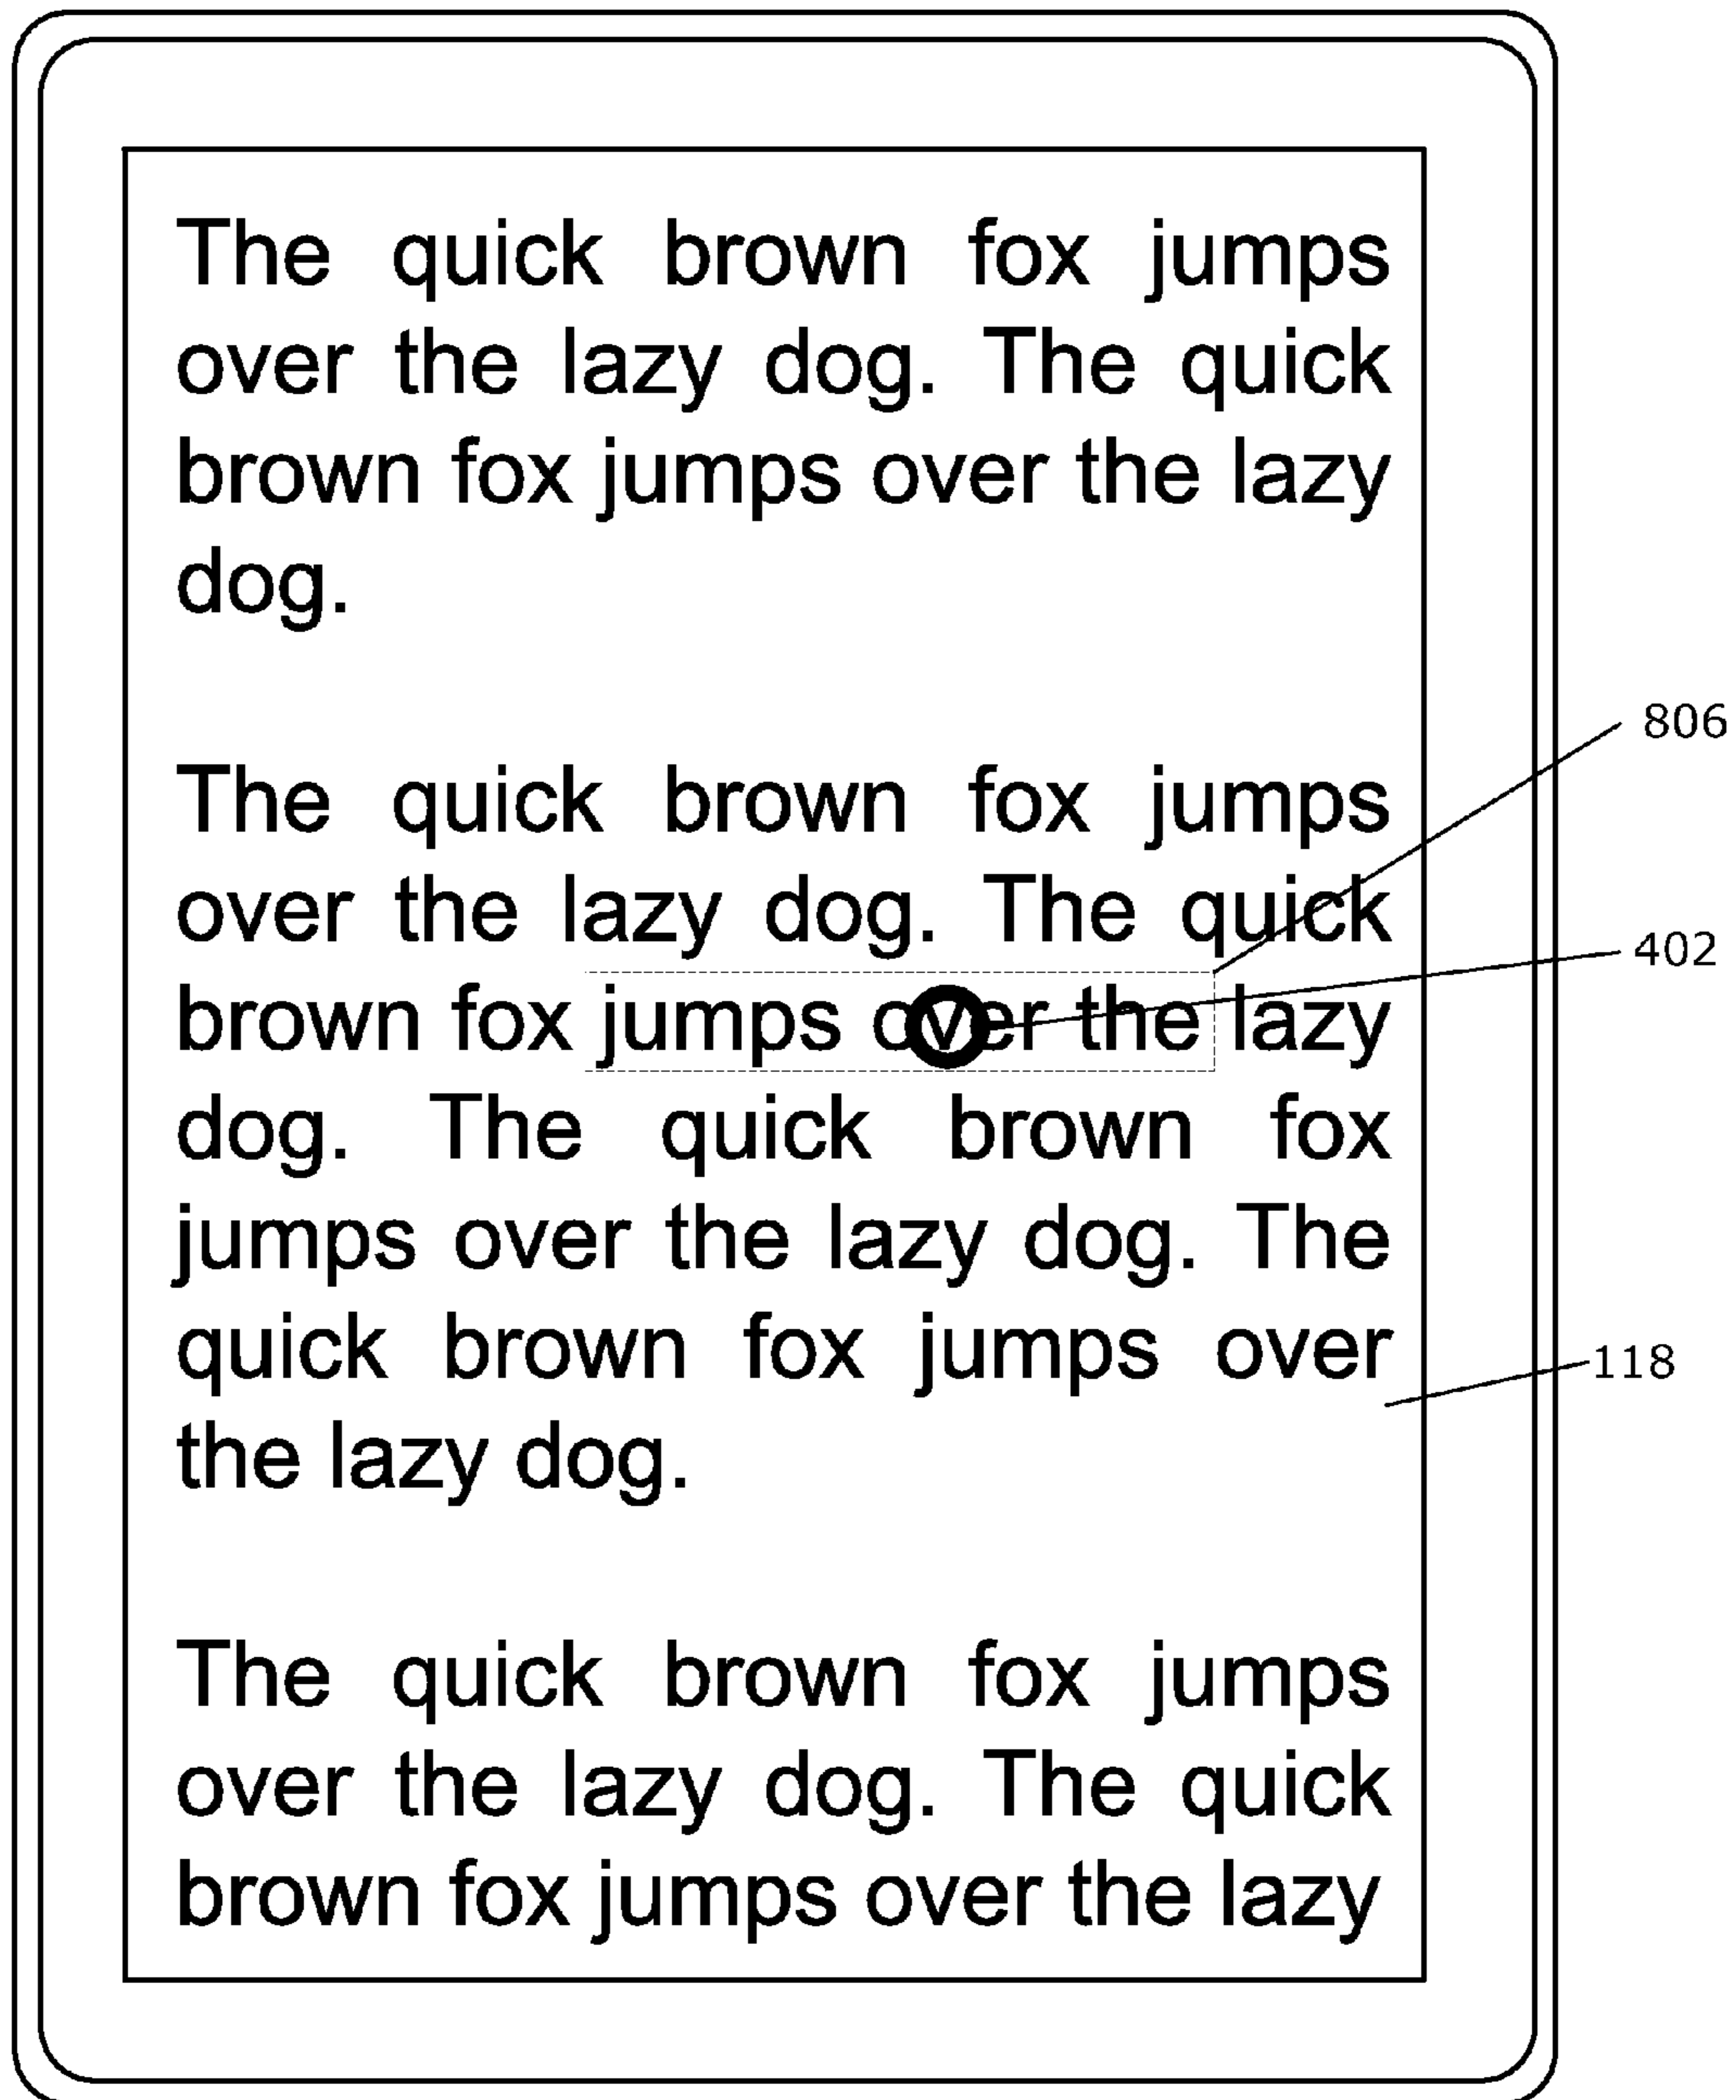 The quick brown fox jumps
over the lazy dog. The quick
brown fox jumps over the lazy
dog.
The quick brown fox jumps
over the lazy dog. The quick
brown fox jumps over the lazy
dog. The quick brown fox
jumps over the lazy dog. The
quick brown fox jumps over
the lazy dog.
The quick brown fox jumps
over the lazy dog. The quick
brown fox jumps over the lazy
806
402
118